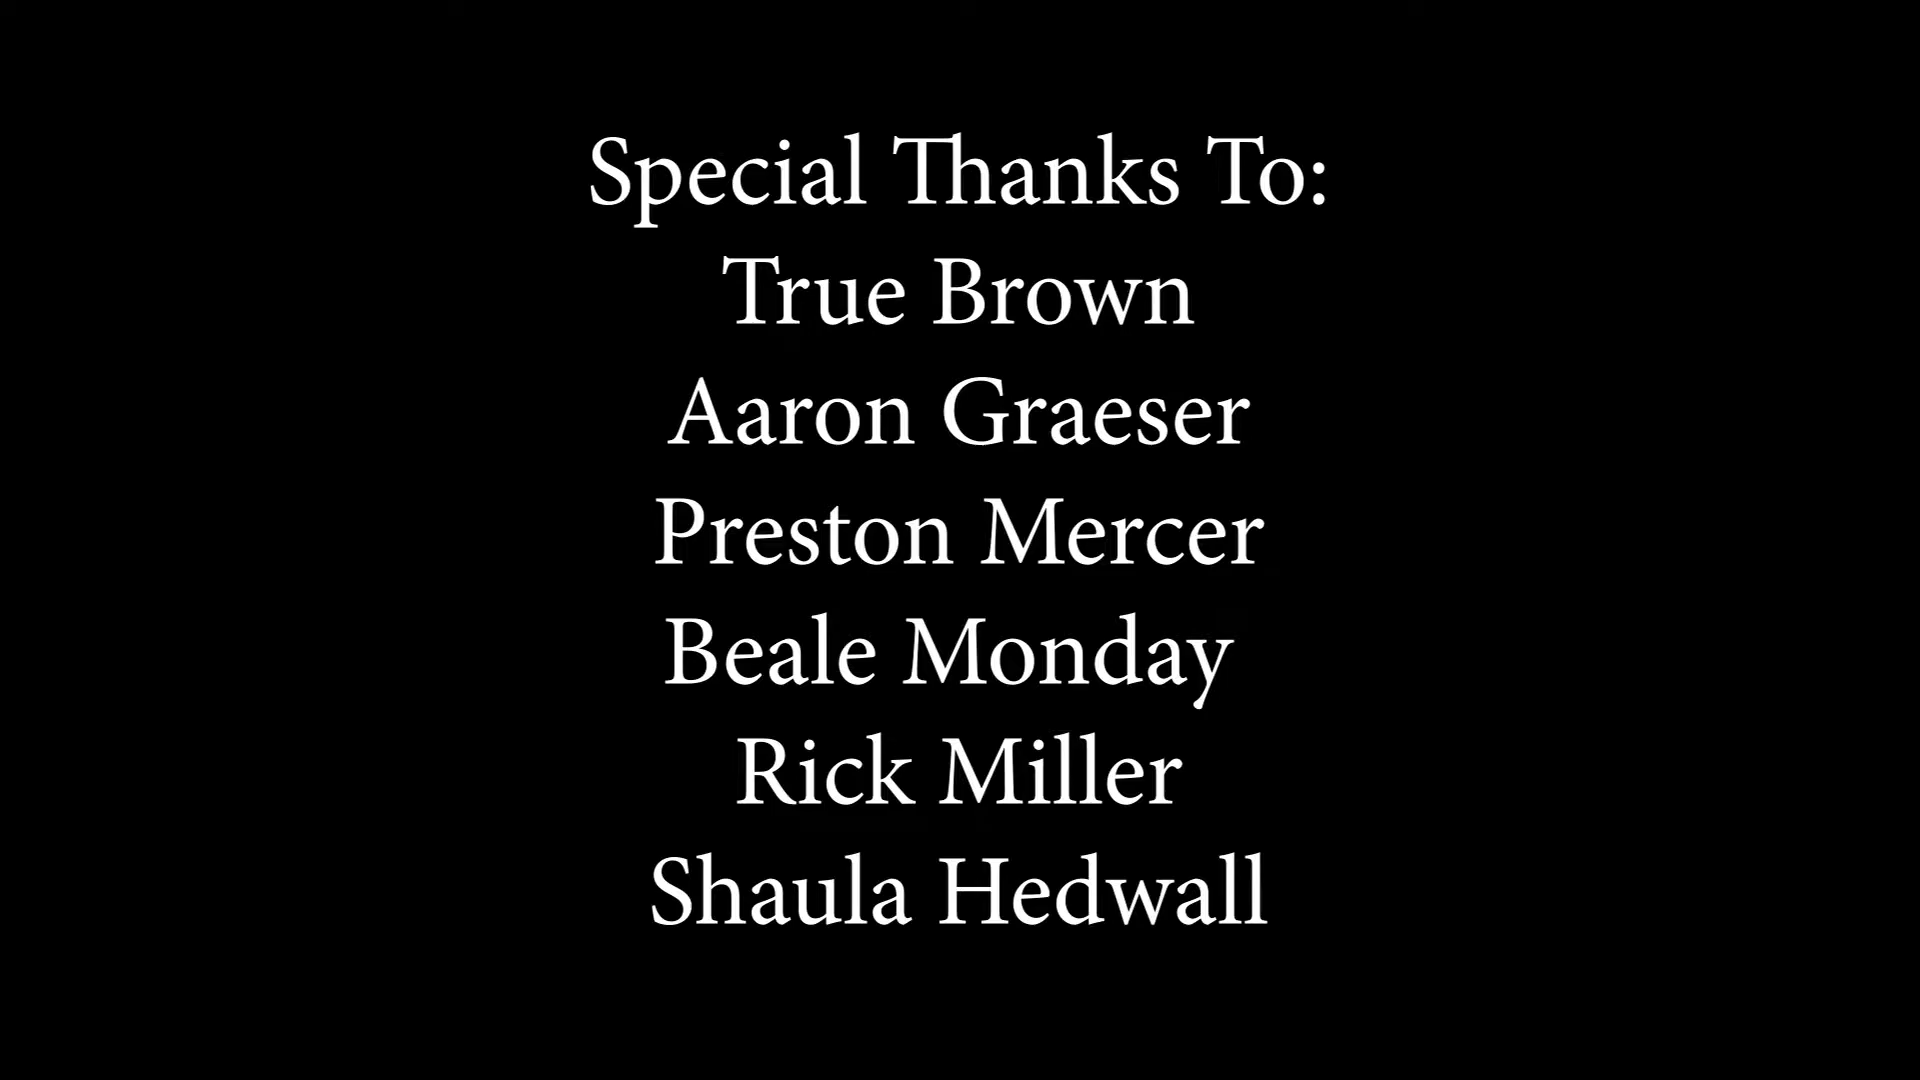 Special Thanks To:
True Brown
Aaron Graeser
Preston Mercer
Beale Monday
Rick Miller
Shaula Hedwall